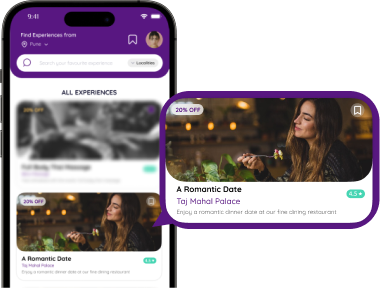 9:41
Find Experiences from
Pune
Search your favourite experience
Localities
ALL EXPERIENCES
20% OFF
Full Body Thai Massage
20% OFF
A Romantic Date
Taj Mahal Palace
Enjoy a romantic dinner date at our fine dining restaurant
4.5★
20% OFF
A Romantic Date
Taj Mahal Palace
4.5★
Enjoy a romantic dinner date at our fine dining restaurant